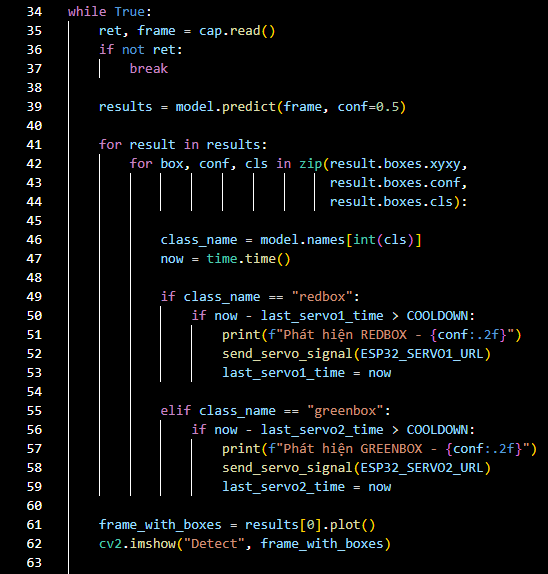 34 while True:
35     ret, frame = cap.read()
36     if not ret:
37         break
38
39     results = model.predict(frame, conf=0.5)
40
41     for result in results:
42         for box, conf, cls in zip(result.boxes.xyxy,
43                                   result.boxes.conf,
44                                   result.boxes.cls):
45
46             class_name = model.names[int(cls)]
47             now = time.time()
48
49             if class_name == "redbox":
50                 if now - last_servo1_time > COOLDOWN:
51                     print(f"Phát hiện REDBOX - {conf:.2f}")
52                     send_servo_signal(ESP32_SERVO1_URL)
53                     last_servo1_time = now
54
55             elif class_name == "greenbox":
56                 if now - last_servo2_time > COOLDOWN:
57                     print(f"Phát hiện GREENBOX - {conf:.2f}")
58                     send_servo_signal(ESP32_SERVO2_URL)
59                     last_servo2_time = now
60
61     frame_with_boxes = results[0].plot()
62     cv2.imshow("Detect", frame_with_boxes)
63